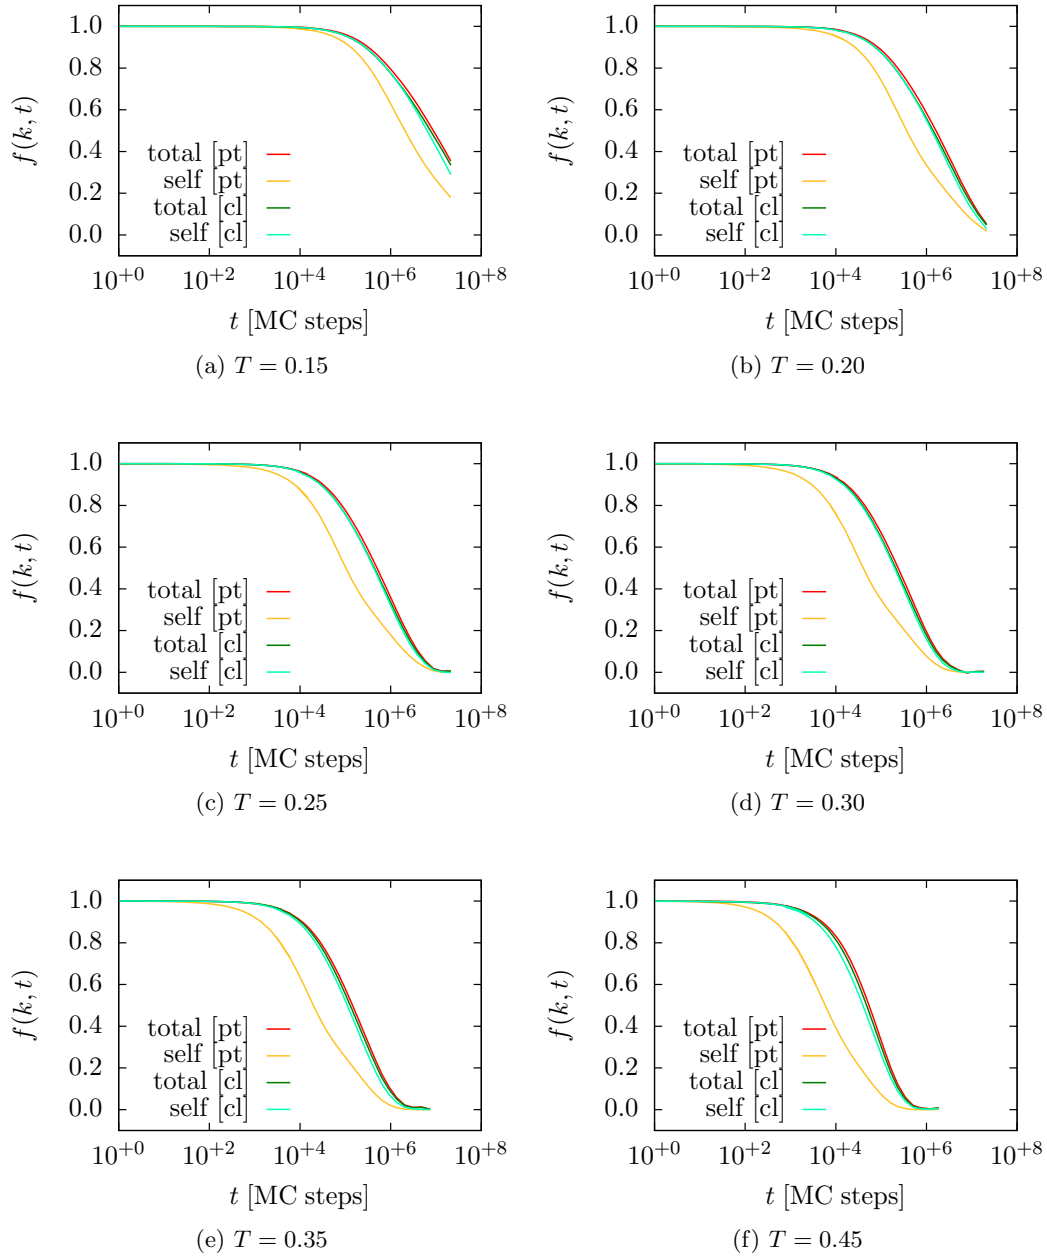 1.0
0.8
0.6
0.4
0.2
0.0
f(k, t)
total [pt]
self [pt]
total [cl]
self [cl]
10⁺⁰ 10⁺² 10⁺⁴ 10⁺⁶ 10⁺⁸
t [MC steps]
(a) T = 0.15
1.0
0.8
0.6
0.4
0.2
0.0
f(k, t)
total [pt]
self [pt]
total [cl]
self [cl]
10⁺⁰ 10⁺² 10⁺⁴ 10⁺⁶ 10⁺⁸
t [MC steps]
(b) T = 0.20
1.0
0.8
0.6
0.4
0.2
0.0
f(k, t)
total [pt]
self [pt]
total [cl]
self [cl]
10⁺⁰ 10⁺² 10⁺⁴ 10⁺⁶ 10⁺⁸
t [MC steps]
(c) T = 0.25
1.0
0.8
0.6
0.4
0.2
0.0
f(k, t)
total [pt]
self [pt]
total [cl]
self [cl]
10⁺⁰ 10⁺² 10⁺⁴ 10⁺⁶ 10⁺⁸
t [MC steps]
(d) T = 0.30
1.0
0.8
0.6
0.4
0.2
0.0
f(k, t)
total [pt]
self [pt]
total [cl]
self [cl]
10⁺⁰ 10⁺² 10⁺⁴ 10⁺⁶ 10⁺⁸
t [MC steps]
(e) T = 0.35
1.0
0.8
0.6
0.4
0.2
0.0
f(k, t)
total [pt]
self [pt]
total [cl]
self [cl]
10⁺⁰ 10⁺² 10⁺⁴ 10⁺⁶ 10⁺⁸
t [MC steps]
(f) T = 0.45